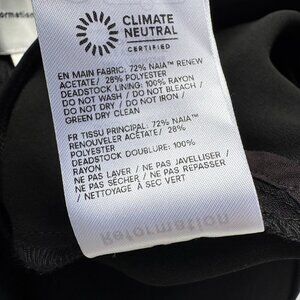 CLIMATE
NEUTRAL
CERTIFIED
EN MAIN FABRIC: 72% NAIA™ RENEW
ACETATE/ 28% POLYESTER
DEADSTOCK LINING: 100% RAYON
DO NOT WASH / DO NOT BLEACH /
DO NOT DRY / DO NOT IRON /
GREEN DRY CLEAN
FR TISSU PRINCIPAL: 72% NAIA™
RENOUVELER ACÉTATE/ 28%
POLYESTER
DEADSTOCK DOUBLURE: 100%
RAYON
NE PAS LAVER / NE PAS JAVELLISER /
NE PAS SÉCHER / NE PAS REPASSER
/ NETTOYAGE À SEC VERT
Reformation